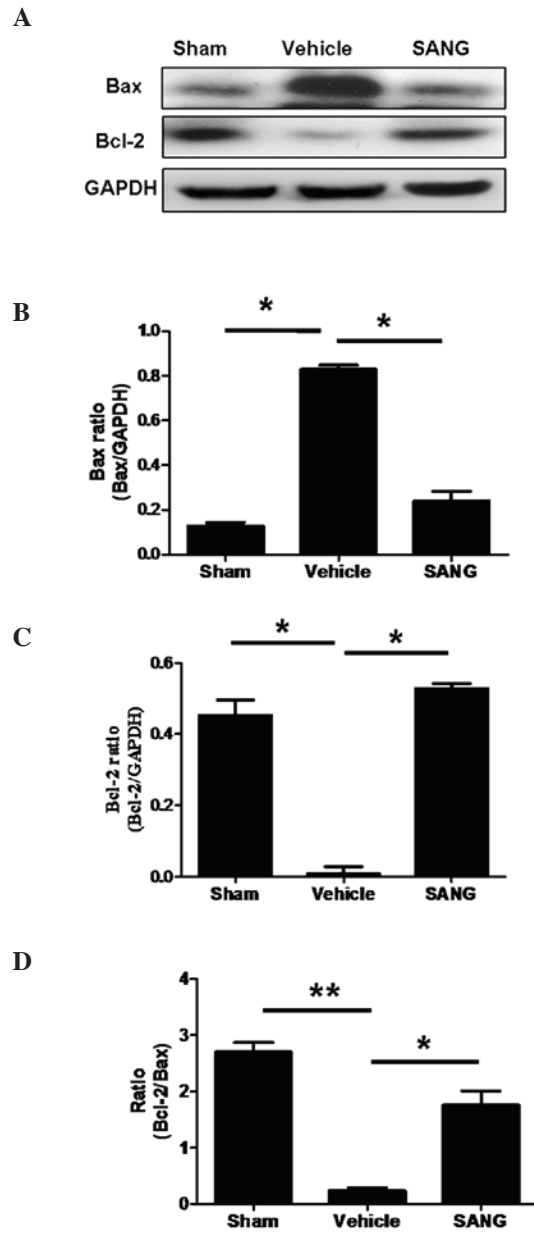 A
Sham Vehicle SANG
Bax
Bcl-2
GAPDH
B
*
*
Bax ratio
(Bax/GAPDH)
1.0
0.8
0.6
0.4
0.2
0.0
Sham Vehicle SANG
C
*
*
Bcl-2 ratio
(Bcl-2/GAPDH)
0.6
0.4
0.2
0.0
Sham Vehicle SANG
D
**
*
Ratio
(Bcl-2/Bax)
4
3
2
1
0
Sham Vehicle SANG